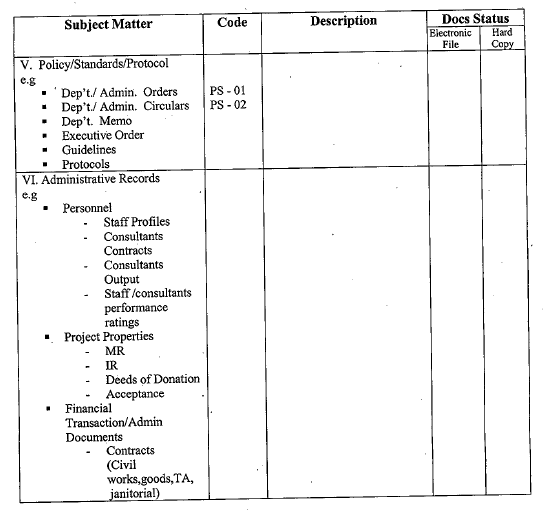 Subject Matter Code Description Docs Status
Electronic File Hard Copy
V. Policy/Standards/Protocol
e.g
▪ Dep't./ Admin. Orders PS - 01
▪ Dep't./ Admin. Circulars PS - 02
▪ Dep't. Memo
▪ Executive Order
▪ Guidelines
▪ Protocols
VI. Administrative Records
e.g
▪ Personnel
- Staff Profiles
- Consultants
Contracts
- Consultants
Output
- Staff /consultants
performance
ratings
▪ Project Properties
- MR
- IR
- Deeds of Donation
- Acceptance
▪ Financial
Transaction/Admin
Documents
- Contracts
(Civil
works,goods,TA,
janitorial)